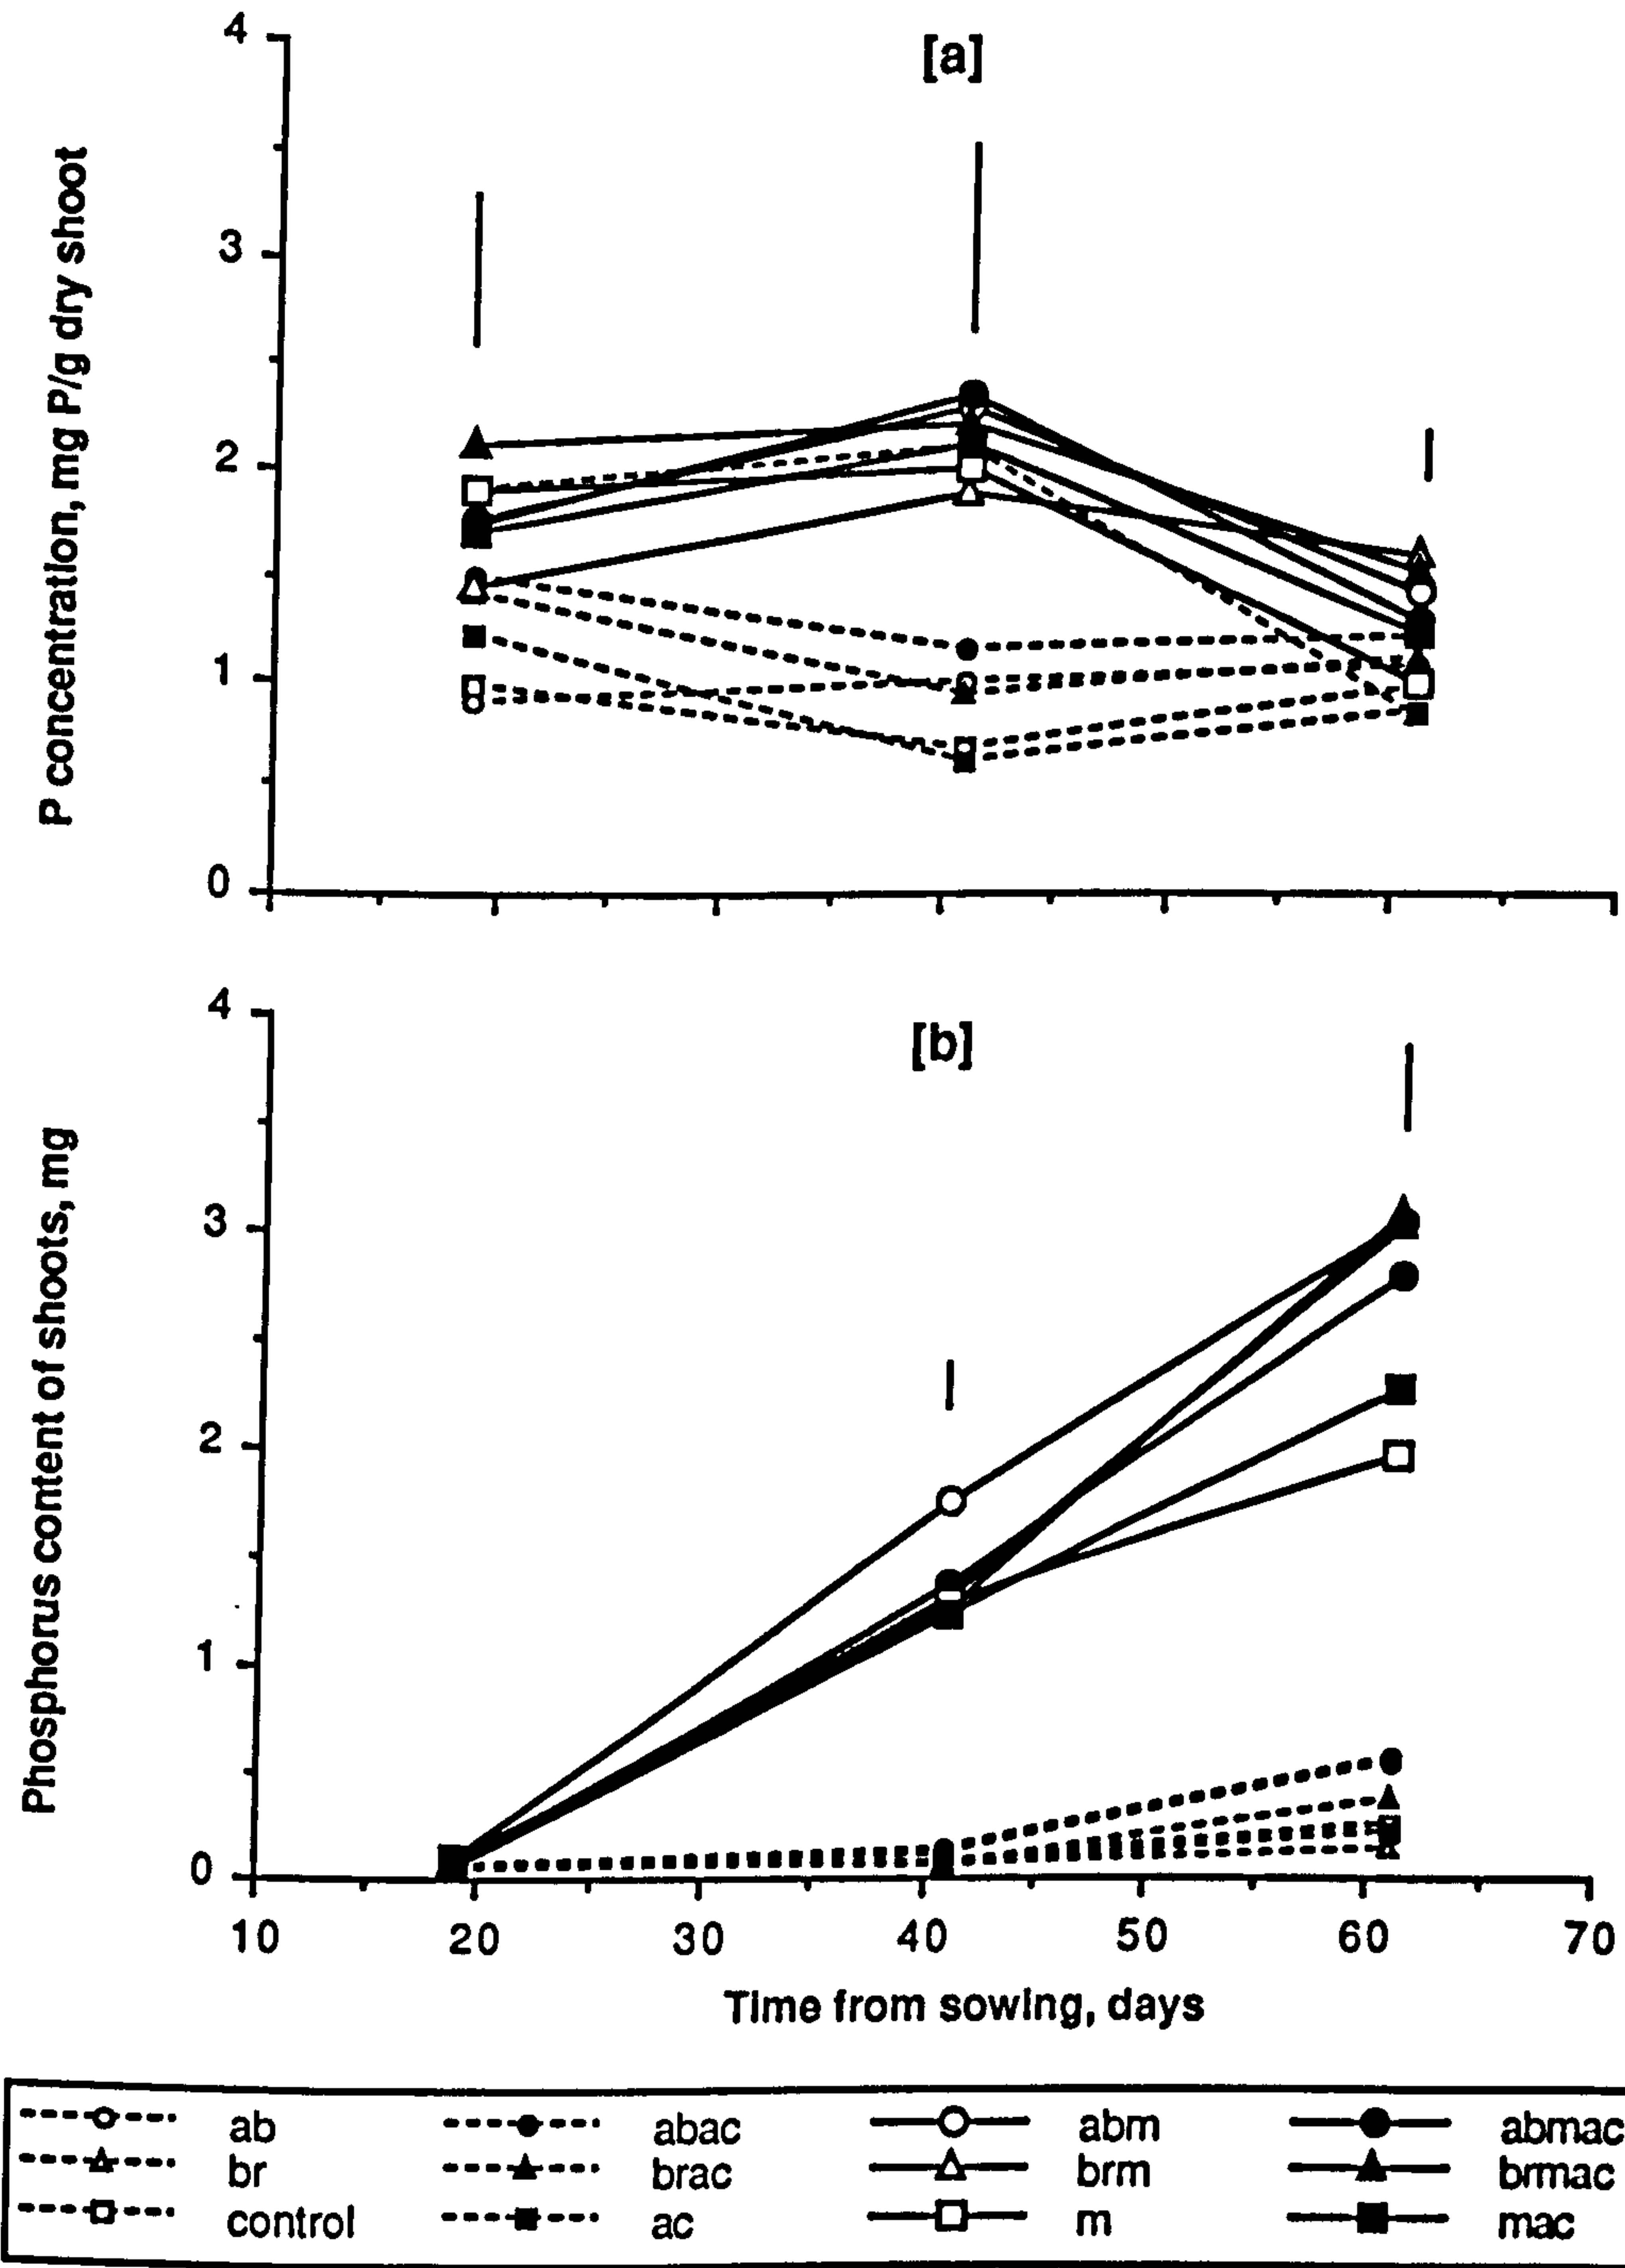 [a]
4
3
2
1
0
P concentration, mg P/g dry shoot
[b]
4
3
2
1
0
Phosphorus content of shoots, mg
10 20 30 40 50 60 70
Time from sowing, days
ab abac abm abmac
br brac brm brmac
control ac m mac